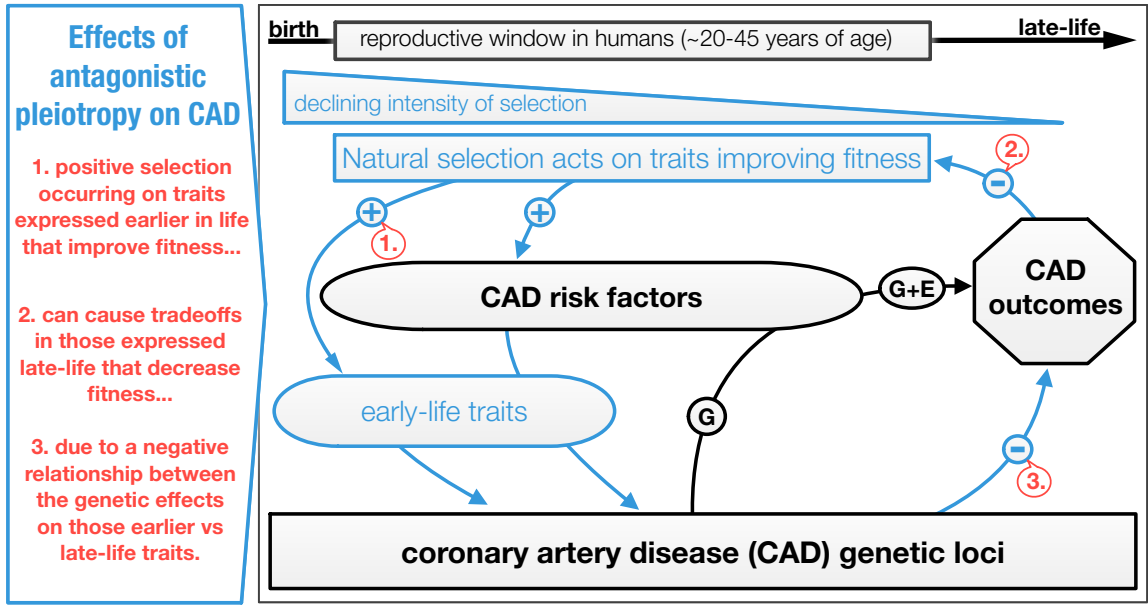 Effects of
antagonistic
pleiotropy on CAD
1. positive selection
occurring on traits
expressed earlier in life
that improve fitness...
2. can cause tradeoffs
in those expressed
late-life that decrease
fitness...
3. due to a negative
relationship between
the genetic effects
on those earlier vs
late-life traits.
birth
reproductive window in humans (~20-45 years of age)
late-life
declining intensity of selection
Natural selection acts on traits improving fitness
2.
−
+
1.
+
CAD risk factors
G+E
CAD
outcomes
early-life traits
G
−
3.
coronary artery disease (CAD) genetic loci